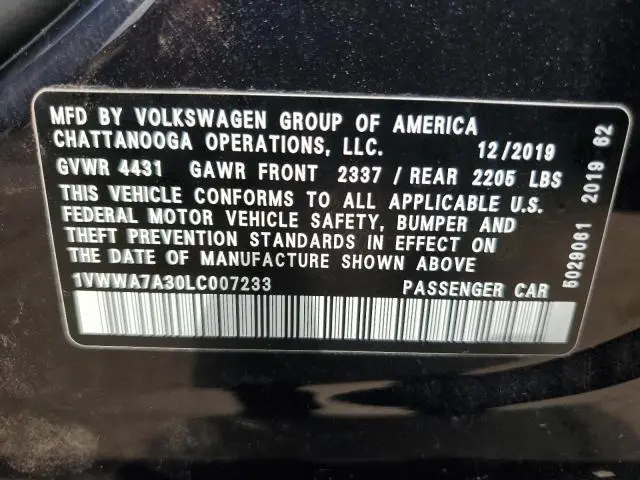 MFD BY VOLKSWAGEN GROUP OF AMERICA
CHATTANOOGA OPERATIONS, LLC. 12/2019
GVWR 4431 GAWR FRONT 2337 / REAR 2205 LBS
THIS VEHICLE CONFORMS TO ALL APPLICABLE U.S.
FEDERAL MOTOR VEHICLE SAFETY, BUMPER AND
THEFT PREVENTION STANDARDS IN EFFECT ON
THE DATE OF MANUFACTURE SHOWN ABOVE
1VWWA7A30LC007233 PASSENGER CAR
5029061 2019 62